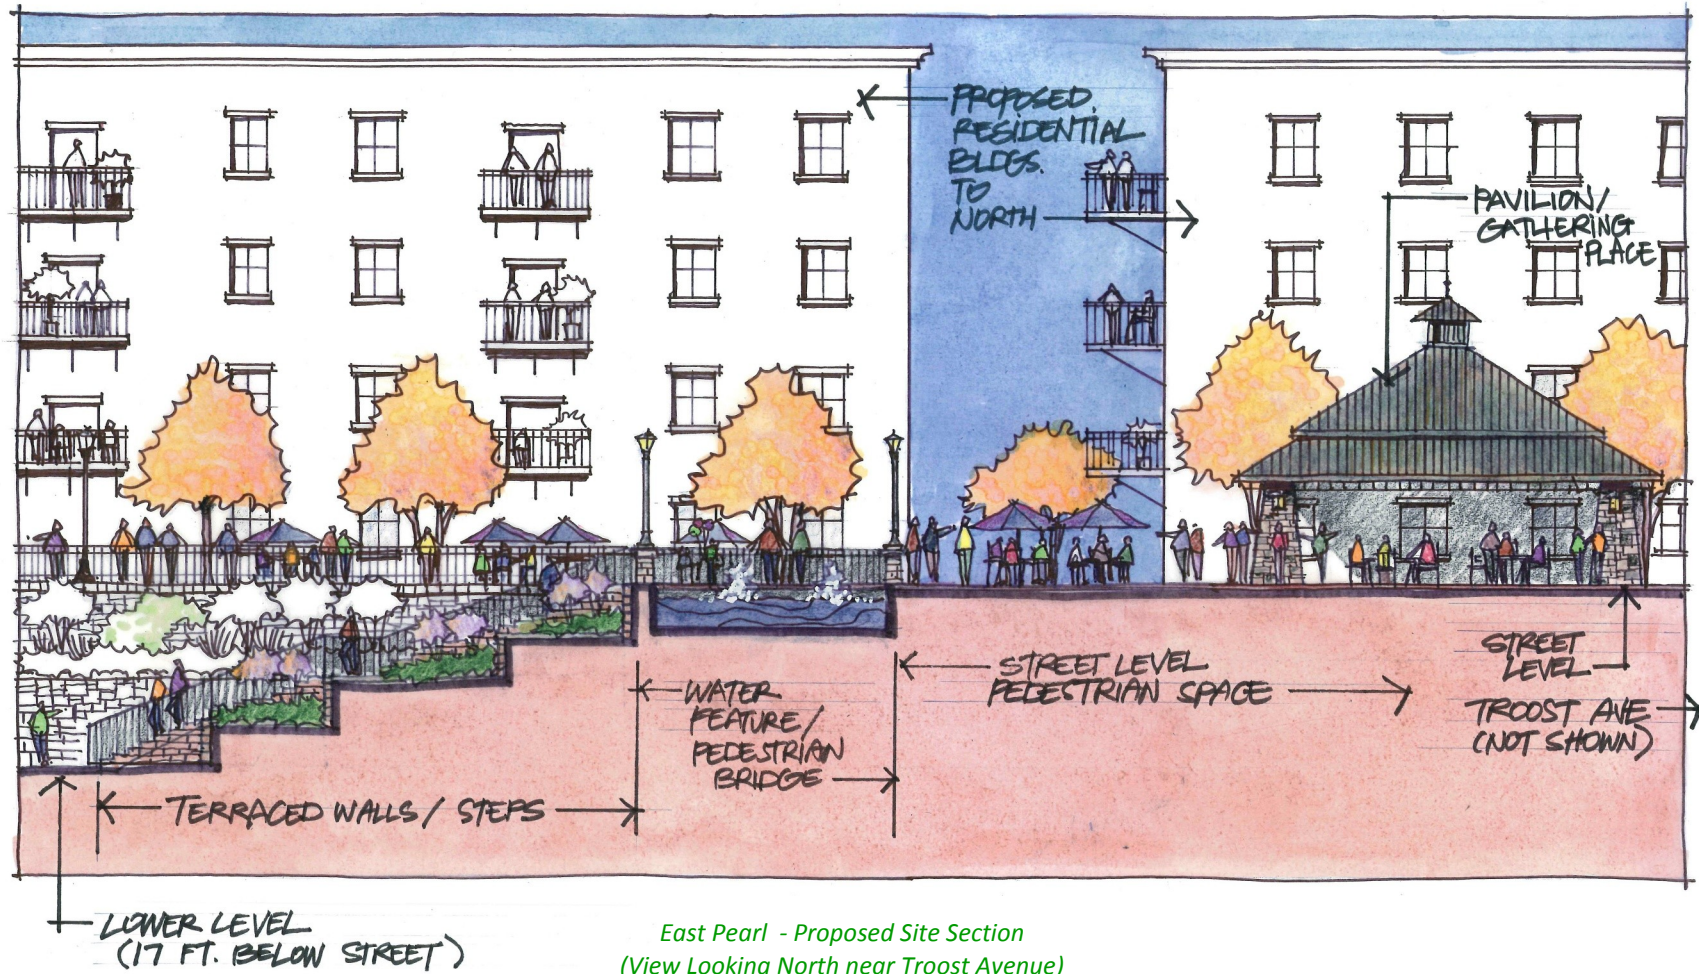 PROPOSED.
RESIDENTIAL
BLDGS.
TO
NORTH
PAVILION/
GATHERING
PLACE
STREET
LEVEL
TROOST AVE
(NOT SHOWN)
STREET LEVEL
PEDESTRIAN SPACE
WATER
FEATURE/
PEDESTRIAN
BRIDGE
TERRACED WALLS / STEPS
LOWER LEVEL
(17 FT. BELOW STREET)
East Pearl - Proposed Site Section
(View Looking North near Troost Avenue)